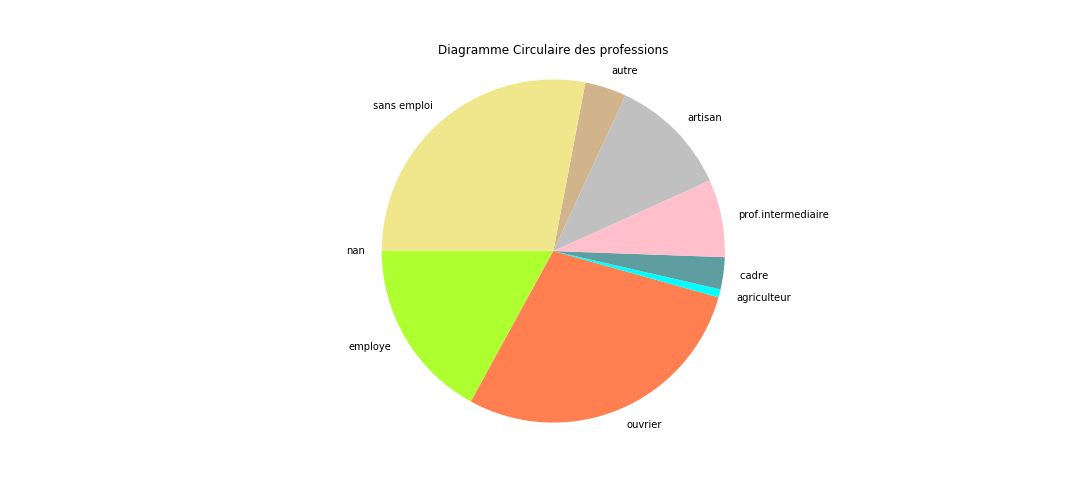 Diagramme Circulaire des professions
autre
sans emploi
artisan
prof.intermediaire
nan
cadre
agriculteur
employe
ouvrier